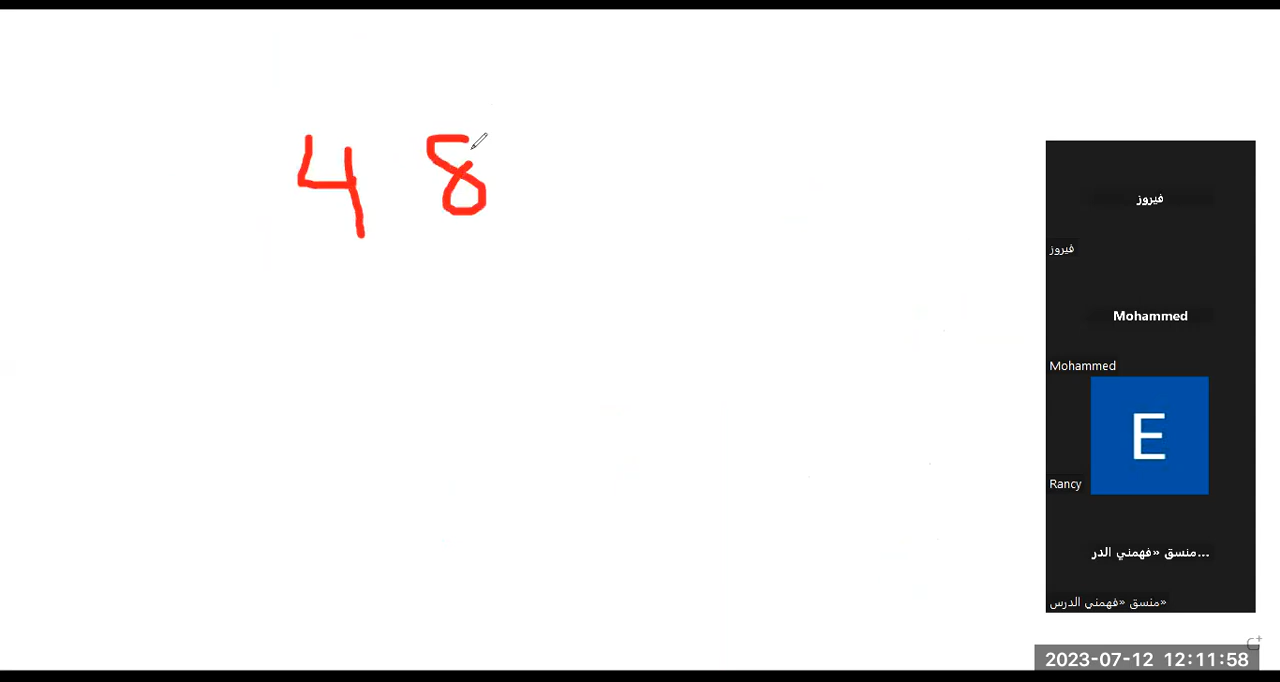 4 8
فيروز
فيروز
Mohammed
Mohammed
E
Rancy
منسق «فهمني الدر...
منسق «فهمني الدرس»
2023-07-12 12:11:58